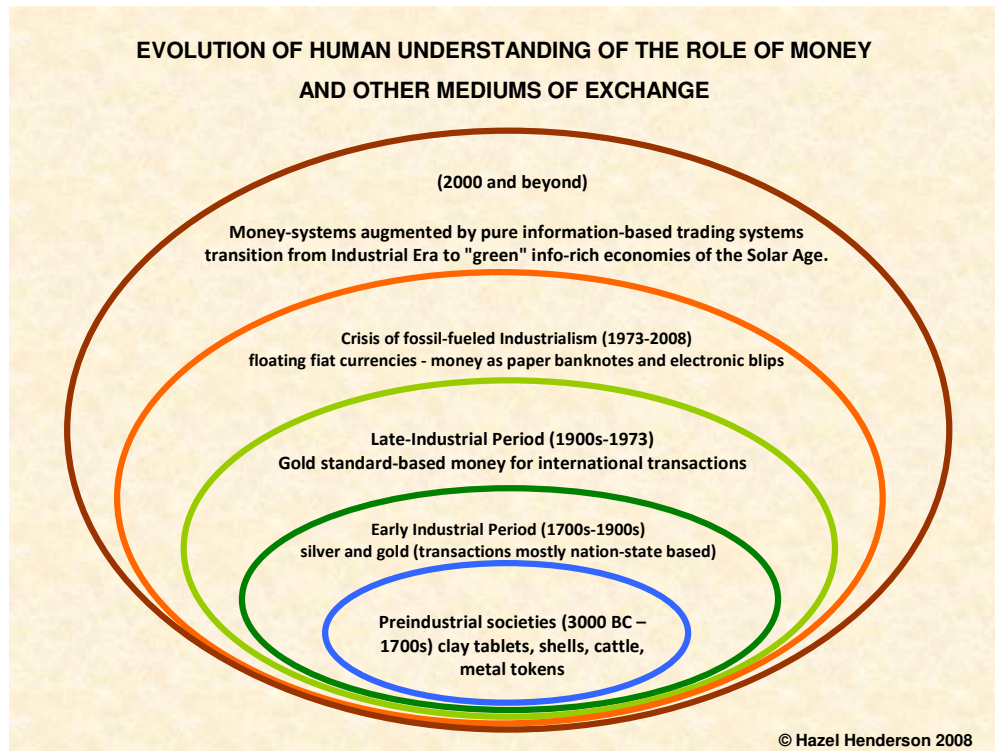 EVOLUTION OF HUMAN UNDERSTANDING OF THE ROLE OF MONEY
AND OTHER MEDIUMS OF EXCHANGE
(2000 and beyond)
Money-systems augmented by pure information-based trading systems
transition from Industrial Era to "green" info-rich economies of the Solar Age.
Crisis of fossil-fueled Industrialism (1973-2008)
floating fiat currencies - money as paper banknotes and electronic blips
Late-Industrial Period (1900s-1973)
Gold standard-based money for international transactions
Early Industrial Period (1700s-1900s)
silver and gold (transactions mostly nation-state based)
Preindustrial societies (3000 BC –
1700s) clay tablets, shells, cattle,
metal tokens
© Hazel Henderson 2008